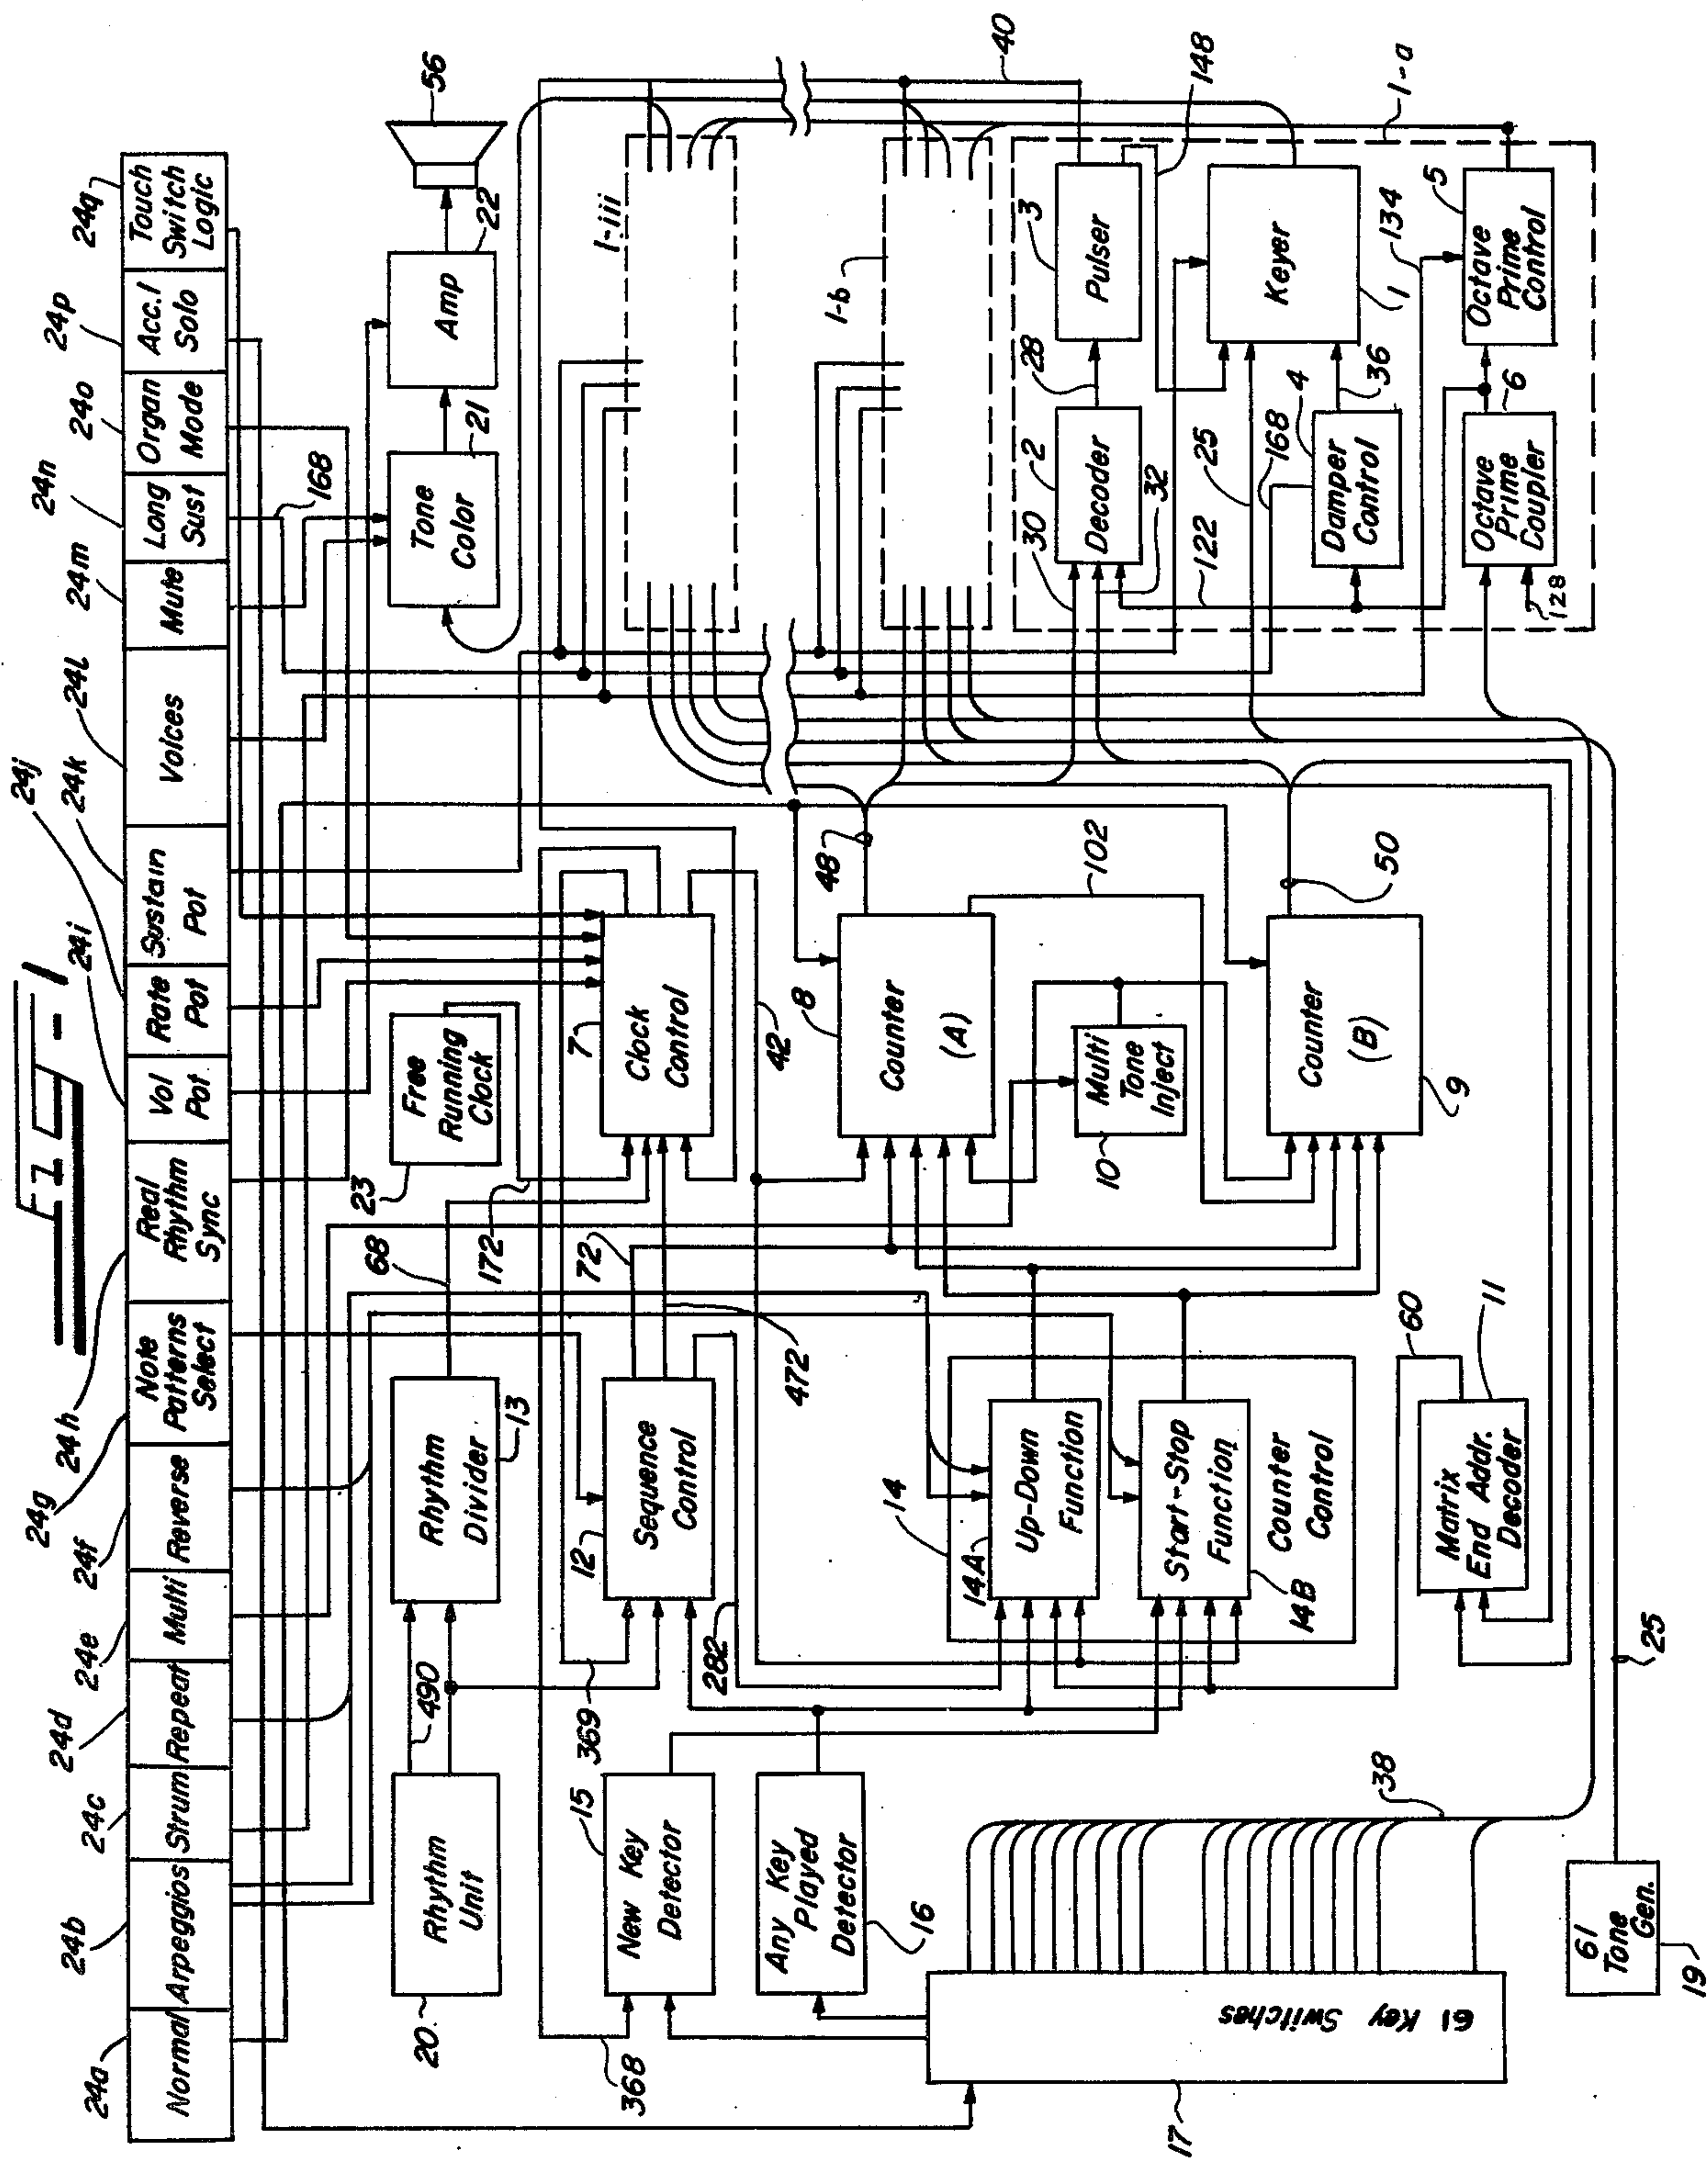 FIG-1
24a
24b
24c
24d
24e
24f
24g
24h
24i
24j
24k
24l
24m
24n
24o
24p
24q
Normal
Arpeggios
Strum
Repeat
Multi
Reverse
Note
Patterns
Select
Real
Rhythm
Sync
Vol
Pot
Rate
Pot
Sustain
Pot
Voices
Mute
Long
Sust
Organ
Mode
Acc./
Solo
Touch
Switch
Logic
168
20
Rhythm
Unit
490
Rhythm
Divider
13
68
23
Free
Running
Clock
172
Tone
Color
21
Amp
22
56
368
15
New Key
Detector
369
12
Sequence
Control
282
72
472
7
Clock
Control
42
1-iii
Any Key
Played
Detector
16
14
14A
Up-Down
Function
Start-Stop
Function
14B
Counter
Control
8
Counter
(A)
48
102
10
Multi
Tone
Inject
Counter
(B)
9
50
1-b
40
17
61 Key Switches
38
Matrix
End Addr.
Decoder
11
60
30
2
Decoder
32
28
3
Pulser
148
1-a
122
25
168
Keyer
1
4
Damper
Control
36
134
Octave
Prime
Coupler
6
128
5
Octave
Prime
Control
61
Tone
Gen.
19
25